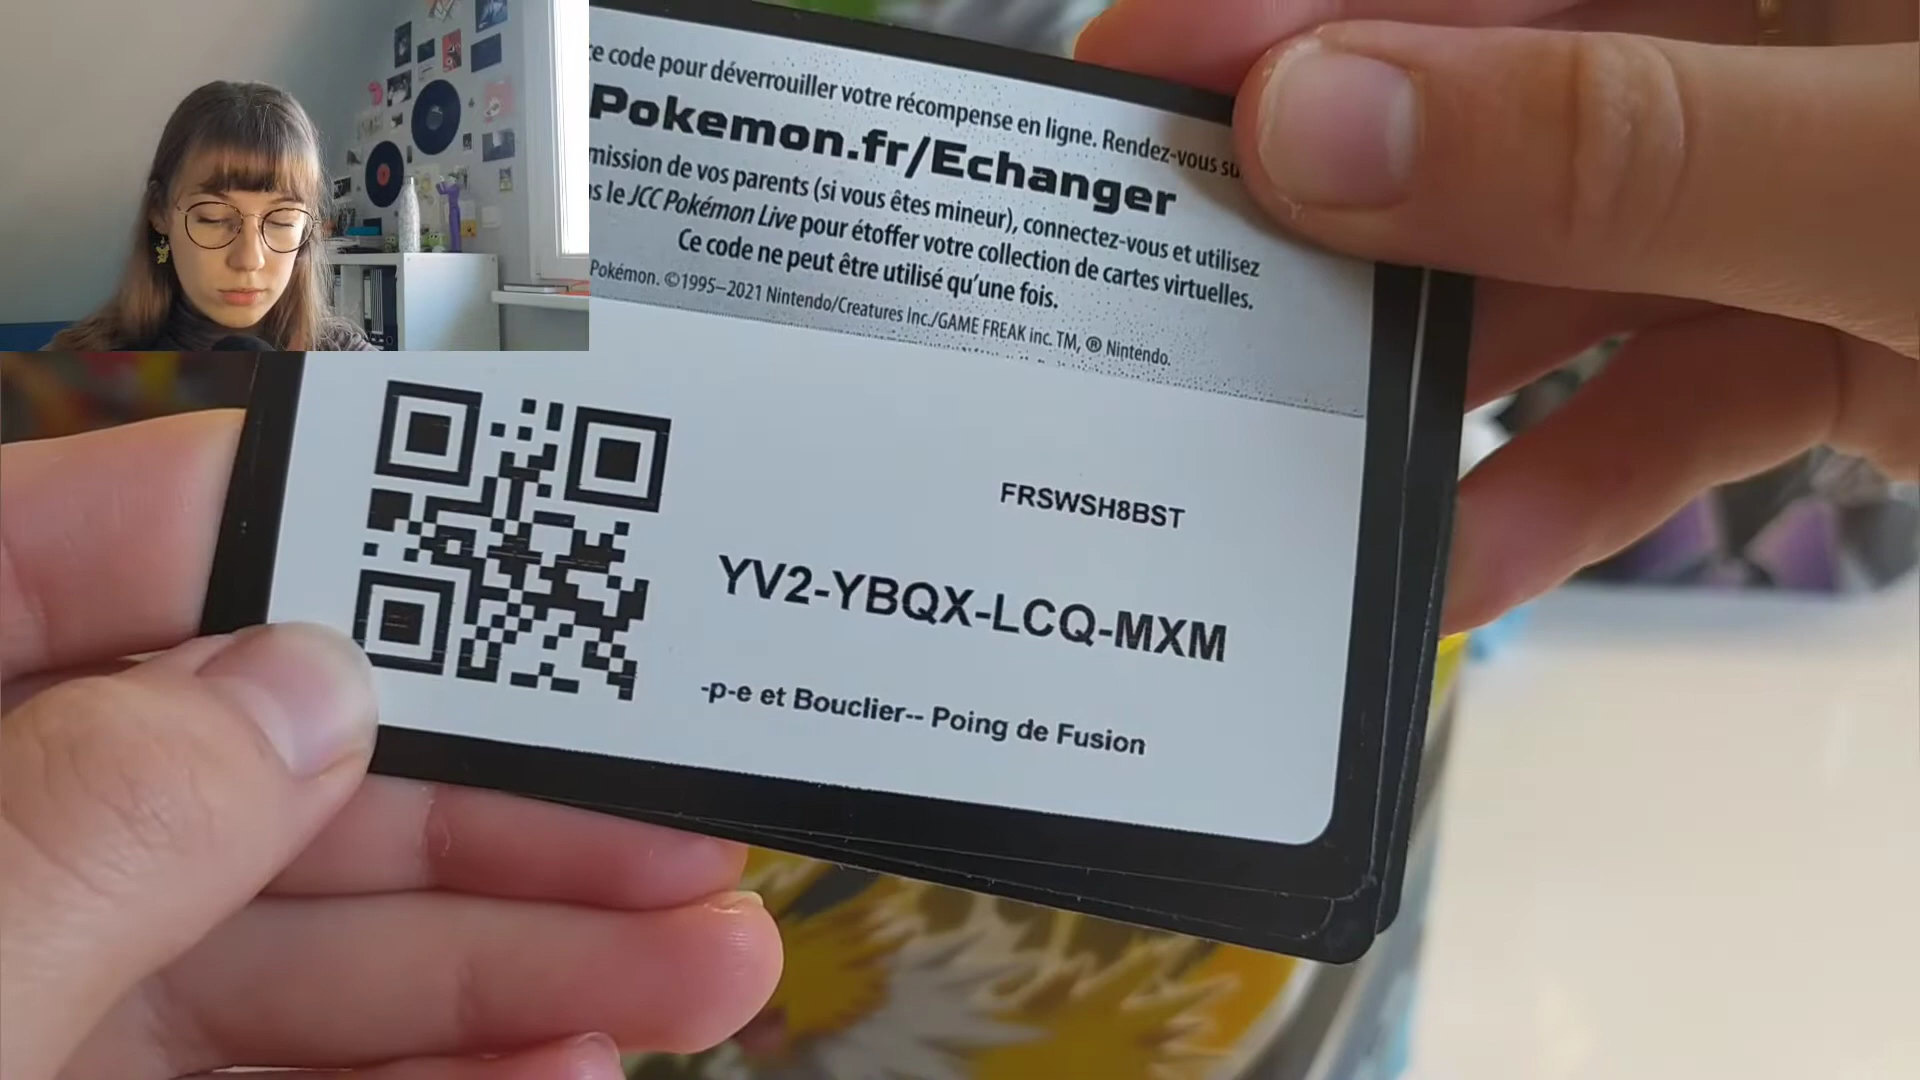 ce code pour déverrouiller votre récompense en ligne. Rendez-vous su
Pokemon.fr/Echanger
mission de vos parents (si vous êtes mineur), connectez-vous et utilisez
le JCC Pokémon Live pour étoffer votre collection de cartes virtuelles.
Ce code ne peut être utilisé qu'une fois.
Pokémon. ©1995–2021 Nintendo/Creatures Inc./GAME FREAK inc. TM, ® Nintendo.
FRSWSH8BST
YV2-YBQX-LCQ-MXM
-p-e et Bouclier-- Poing de Fusion